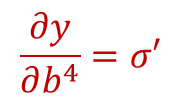 ∂y/∂b⁴ = σ′